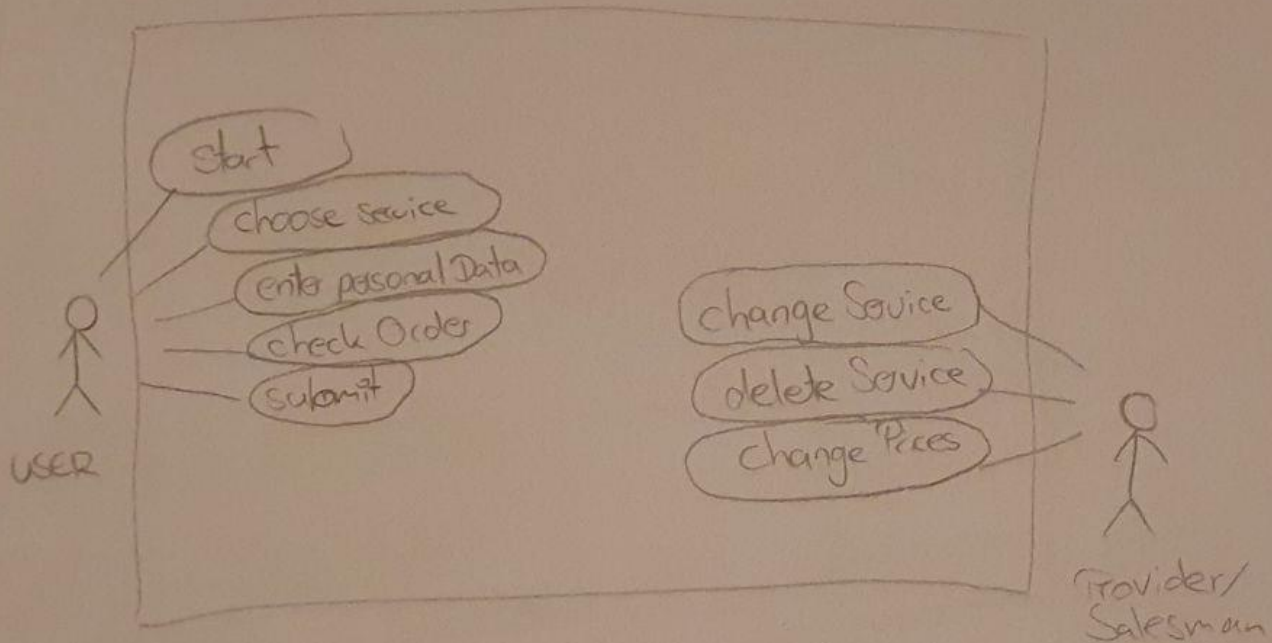 Start
choose Service
enter personal Data
check Order
submit
USER
change Service
delete Service
change Prices
Provider/
Salesman